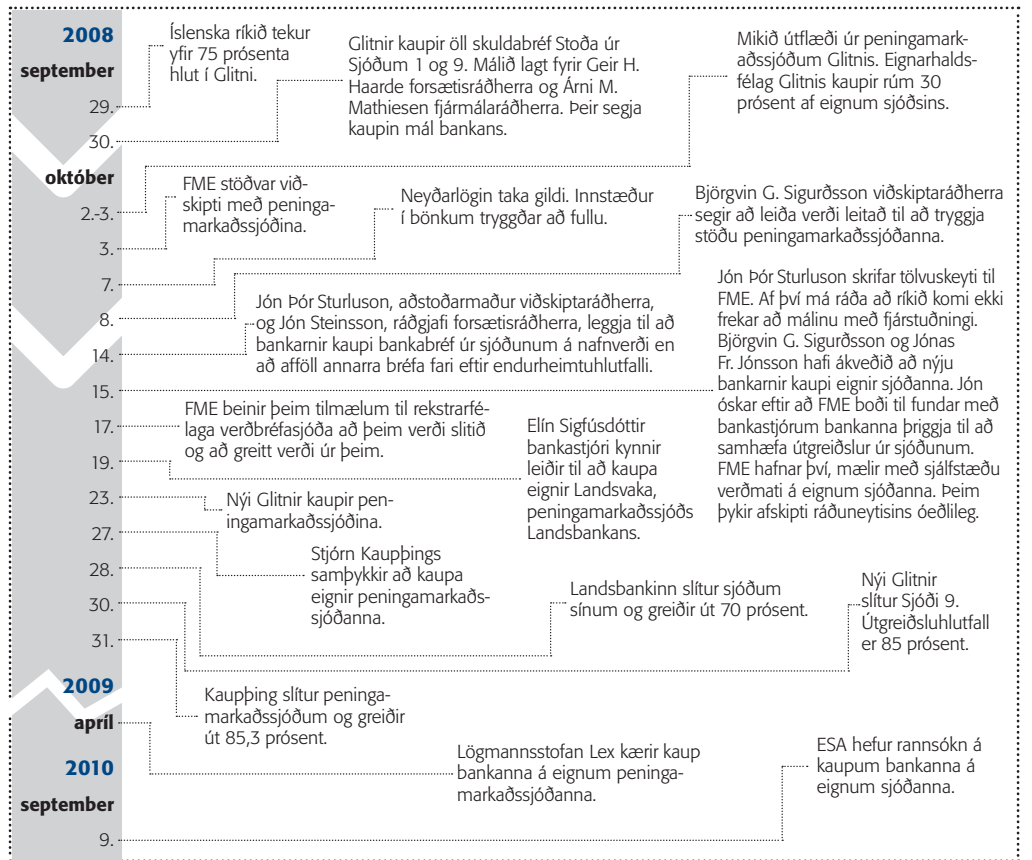 2008
september
29.
Íslenska ríkið tekur
yfir 75 prósenta
hlut í Glitni.
30.
Glitnir kaupir öll skuldabréf Stoða úr
Sjóðum 1 og 9. Málið lagt fyrir Geir H.
Haarde forsætisráðherra og Árni M.
Mathiesen fjármálaráðherra. Þeir segja
kaupin mál bankans.
október
2.-3.
Mikið útflæði úr peningamark-
aðssjóðum Glitnis. Eignarhalds-
félag Glitnis kaupir rúm 30
prósent af eignum sjóðsins.
3.
FME stöðvar við-
skipti með peninga-
markaðssjóðina.
7.
Neyðarlögin taka gildi. Innstæður
í bönkum tryggðar að fullu.
8.
Björgvin G. Sigurðsson viðskiptaráðherra
segir að leiða verði leitað til að tryggja
stöðu peningamarkaðssjóðanna.
14.
Jón Þór Sturluson, aðstoðarmaður viðskiptaráðherra,
og Jón Steinsson, ráðgjafi forsætisráðherra, leggja til að
bankarnir kaupi bankabréf úr sjóðunum á nafnverði en
að afföll annarra bréfa fari eftir endurheimtuhlutfalli.
15.
Jón Þór Sturluson skrifar tölvuskeyti til
FME. Af því má ráða að ríkið komi ekki
frekar að málinu með fjárstuðningi.
Björgvin G. Sigurðsson og Jónas
Fr. Jónsson hafi ákveðið að nýju
bankarnir kaupi eignir sjóðanna. Jón
óskar eftir að FME boði til fundar með
bankastjórum bankanna þriggja til að
samhæfa útgreiðslur úr sjóðunum.
FME hafnar því, mælir með sjálfstæðu
verðmati á eignum sjóðanna. Þeim
þykir afskipti ráðuneytisins óeðlileg.
17.
FME beinir þeim tilmælum til rekstrarfé-
laga verðbréfasjóða að þeim verði slitið
og að greitt verði úr þeim.
19.
Elín Sigfúsdóttir
bankastjóri kynnir
leiðir til að kaupa
eignir Landsvaka,
peningamarkaðssjóðs
Landsbankans.
23.
Nýi Glitnir kaupir pen-
ingamarkaðssjóðina.
27.
Stjórn Kaupþings
samþykkir að kaupa
eignir peningamarkaðs-
sjóðanna.
28.
Landsbankinn slítur sjóðum
sínum og greiðir út 70 prósent.
30.
Nýi Glitnir
slítur Sjóði 9.
Útgreiðsluhlutfall
er 85 prósent.
31.
Kaupþing slítur peninga-
markaðssjóðum og greiðir
út 85,3 prósent.
2009
apríl
Lögmannsstofan Lex kærir kaup
bankanna á eignum peninga-
markaðssjóðanna.
2010
september
9.
ESA hefur rannsókn á
kaupum bankanna á
eignum sjóðanna.